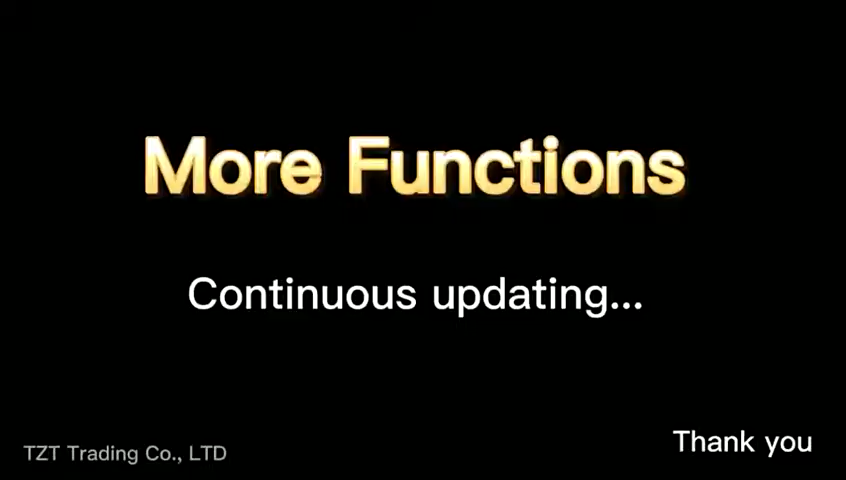 More Functions
Continuous updating...
TZT Trading Co., LTD
Thank you